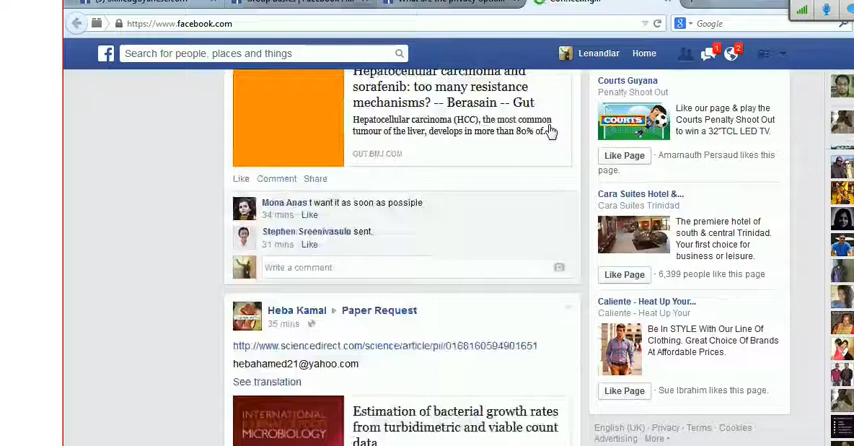 https://www.facebook.com
Google
Search for people, places and things
Lenandlar
Home
1
2
Hepatocellular carcinoma and
sorafenib: too many resistance
mechanisms? -- Berasain -- Gut
Hepatocellular carcinoma (HCC), the most common
tumour of the liver, develops in more than 80% of...
GUT.BMJ.COM
Like Comment Share
Mona Anas I want it as soon as possiple
34 mins · Like
Stephen Sreenivasulu sent.
31 mins · Like
Write a comment
Heba Kamal ▸ Paper Request
35 mins ·
http://www.sciencedirect.com/science/article/pii/0168160594901651
hebahamed21@yahoo.com
See translation
INTERNATIONAL
MICROBIOLOGY
Estimation of bacterial growth rates
from turbidimetric and viable count
data
Courts Guyana
Penalty Shoot Out
COURTS
Like our page & play the
Courts Penalty Shoot Out
to win a 32"TCL LED TV.
Like Page · Amarnauth Persaud likes this
page.
Cara Suites Hotel &...
Cara Suites Trinidad
The premiere hotel of
south & central Trinidad.
Your first choice for
business or leisure.
Like Page · 6,399 people like this page
Caliente - Heat Up Your...
Caliente - Heat Up Your
Be In STYLE With Our Line Of
Clothing. Great Choice Of Brands
At Affordable Prices.
Like Page · Sue Ibrahim likes this page.
English (UK) · Privacy · Terms · Cookies ·
Advertising · More